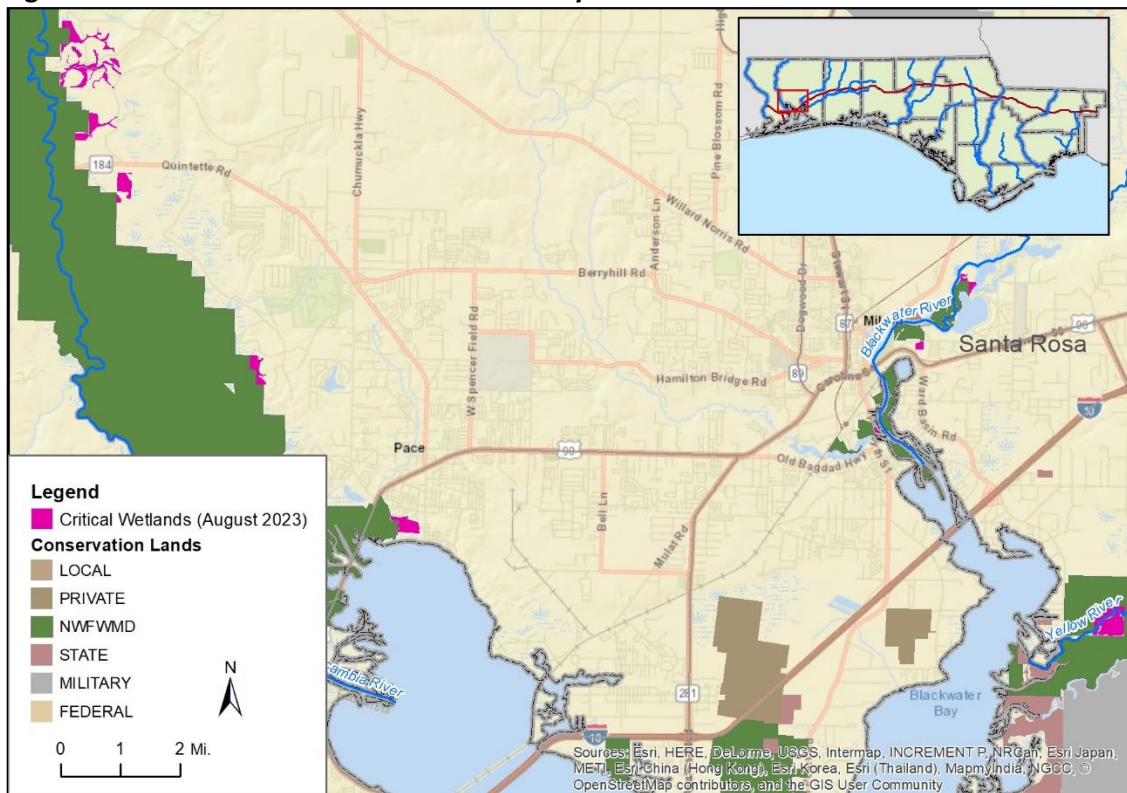 184
Quintette Rd
Chumuckla Hwy
Pine Blossom Rd
Willard Norris Rd
Anderson Ln
Berryhill Rd
W Spencer Field Rd
Dogwood Dr
Stewart St
87
Blackwater River
90
Santa Rosa
Hamilton Bridge Rd
89
Ward Basin Rd
10
Pace
90
Old Bagdad Hwy
Bell Ln
Mulat Rd
281
10
Yellow River
Blackwater
Bay
Legend
Critical Wetlands (August 2023)
Conservation Lands
LOCAL
PRIVATE
NWFWMD
STATE
MILITARY
FEDERAL
N
0 1 2 Mi.
Sources: Esri, HERE, DeLorme, USGS, Intermap, INCREMENT P, NRCan, Esri Japan,
METI, Esri China (Hong Kong), Esri Korea, Esri (Thailand), MapmyIndia, NGCC, ©
OpenStreetMap contributors, and the GIS User Community